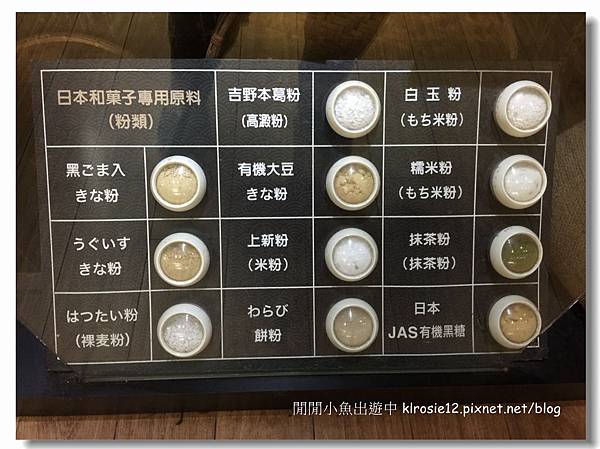 日本和菓子專用原料
（粉類）
吉野本葛粉
（高澱粉）
白玉粉
（もち米粉）
黑ごま入
きな粉
有機大豆
きな粉
糯米粉
（もち米粉）
うぐいす
きな粉
上新粉
（米粉）
抹茶粉
（抹茶粉）
はつたい粉
（裸麦粉）
わらび
餅粉
日本
JAS有機黑糖
閒閒小魚出遊中 klrosie12.pixnet.net/blog